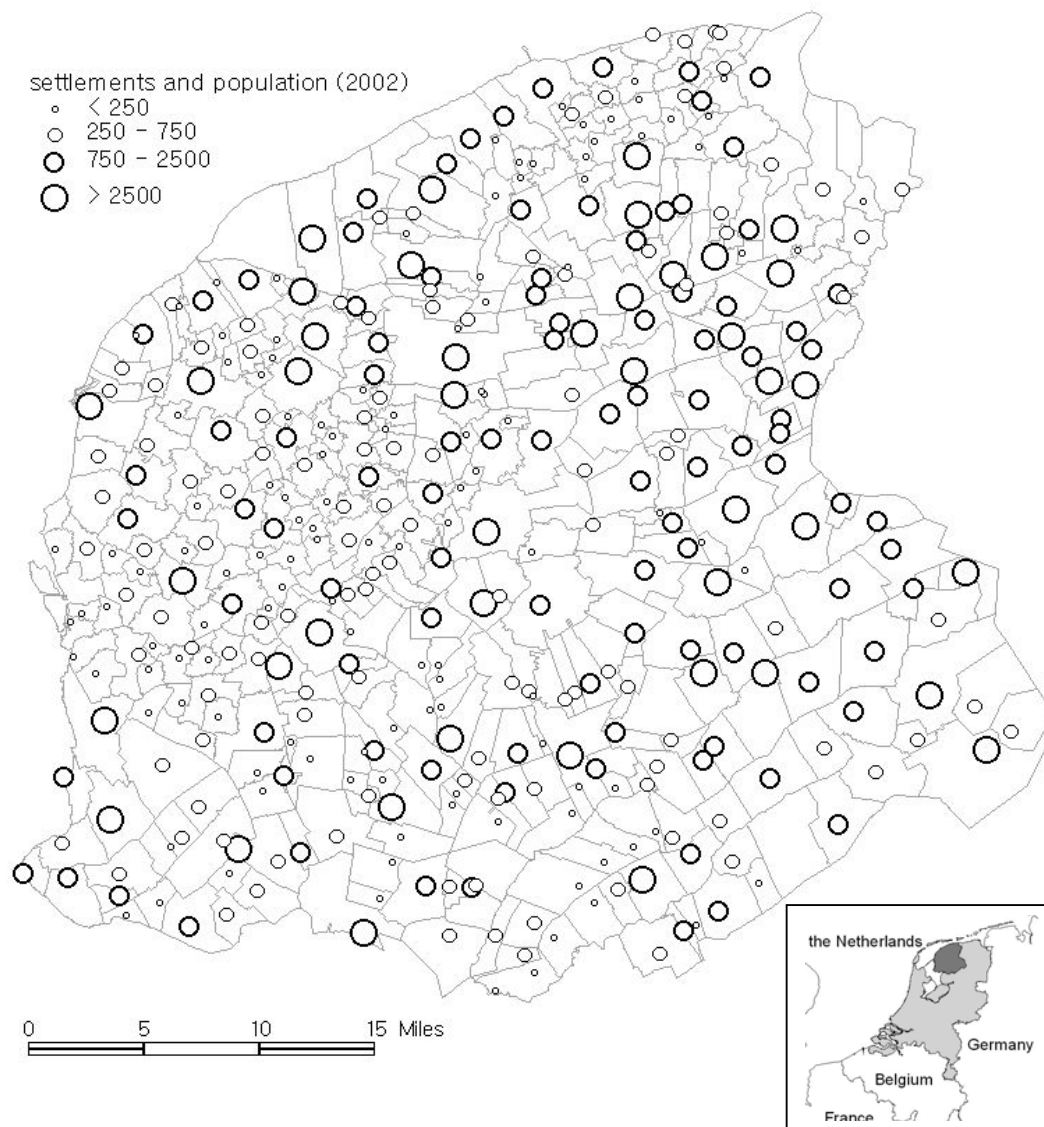 settlements and population (2002)
< 250
250 - 750
750 - 2500
> 2500
0 5 10 15 Miles
the Netherlands
Germany
Belgium
France